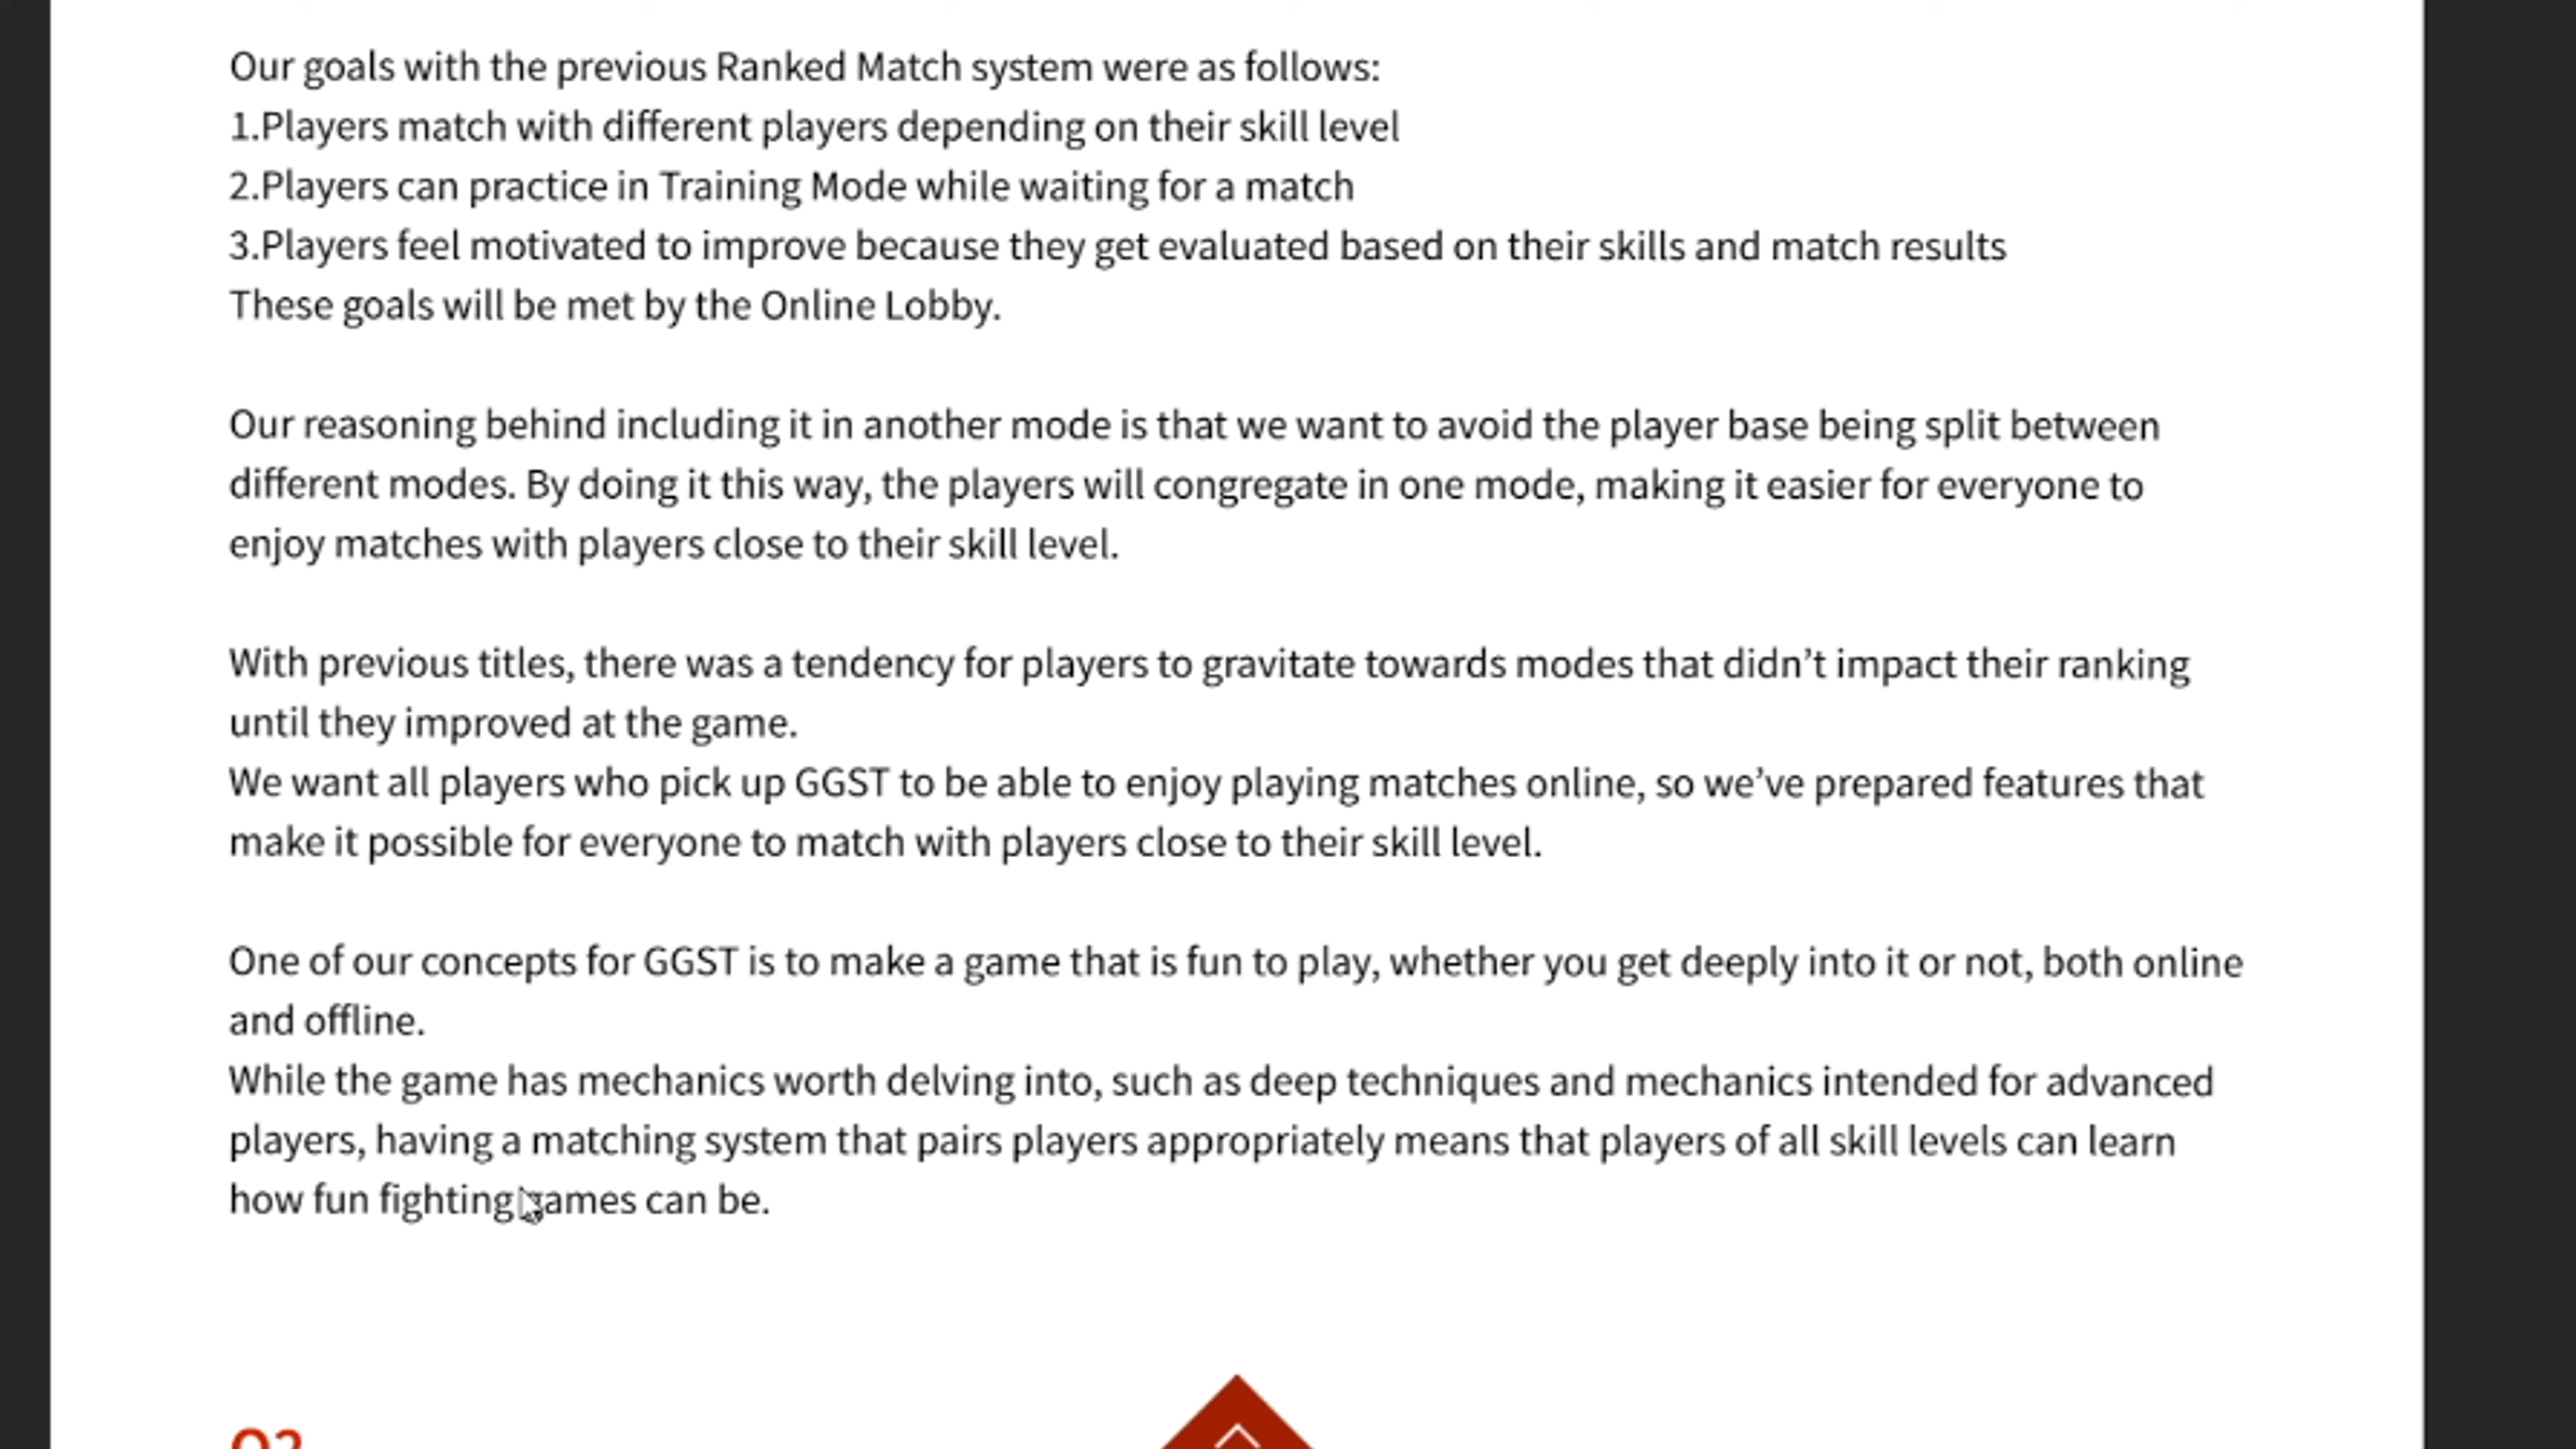 Our goals with the previous Ranked Match system were as follows:
1.Players match with different players depending on their skill level
2.Players can practice in Training Mode while waiting for a match
3.Players feel motivated to improve because they get evaluated based on their skills and match results
These goals will be met by the Online Lobby.
Our reasoning behind including it in another mode is that we want to avoid the player base being split between
different modes. By doing it this way, the players will congregate in one mode, making it easier for everyone to
enjoy matches with players close to their skill level.
With previous titles, there was a tendency for players to gravitate towards modes that didn’t impact their ranking
until they improved at the game.
We want all players who pick up GGST to be able to enjoy playing matches online, so we’ve prepared features that
make it possible for everyone to match with players close to their skill level.
One of our concepts for GGST is to make a game that is fun to play, whether you get deeply into it or not, both online
and offline.
While the game has mechanics worth delving into, such as deep techniques and mechanics intended for advanced
players, having a matching system that pairs players appropriately means that players of all skill levels can learn
how fun fighting games can be.